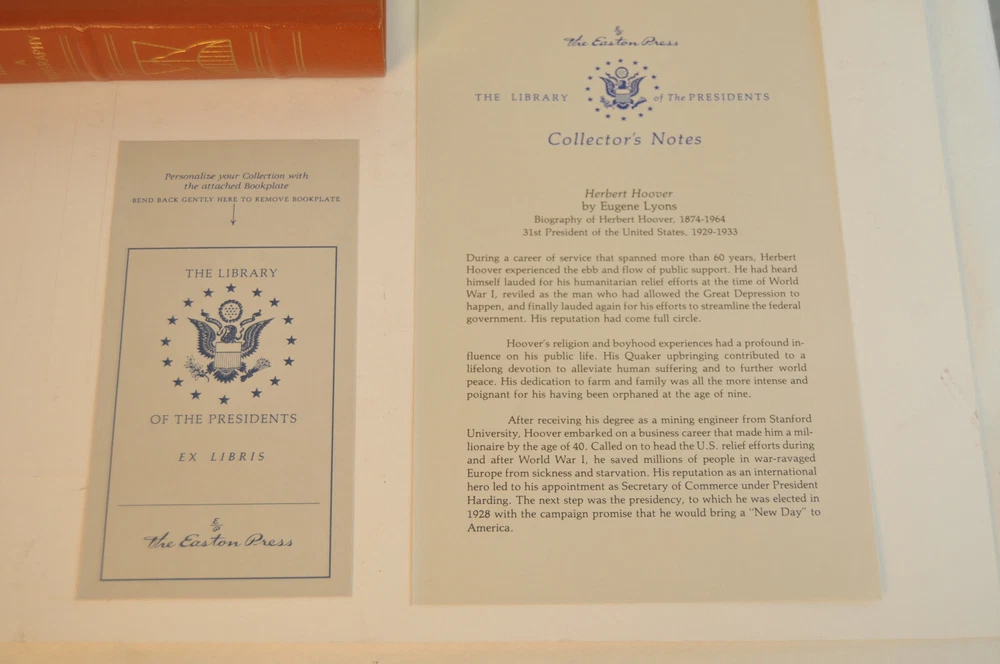 A
Personalize your Collection with
the attached Bookplate
BEND BACK GENTLY HERE TO REMOVE BOOKPLATE
THE LIBRARY
OF THE PRESIDENTS
EX LIBRIS
E/P
the Easton Press
E/P
the Easton Press
THE LIBRARY of The PRESIDENTS
Collector's Notes
Herbert Hoover
by Eugene Lyons
Biography of Herbert Hoover, 1874-1964
31st President of the United States, 1929-1933
During a career of service that spanned more than 60 years, Herbert
Hoover experienced the ebb and flow of public support. He had heard
himself lauded for his humanitarian relief efforts at the time of World
War I, reviled as the man who had allowed the Great Depression to
happen, and finally lauded again for his efforts to streamline the federal
government. His reputation had come full circle.
Hoover's religion and boyhood experiences had a profound in-
fluence on his public life. His Quaker upbringing contributed to a
lifelong devotion to alleviate human suffering and to further world
peace. His dedication to farm and family was all the more intense and
poignant for his having been orphaned at the age of nine.
After receiving his degree as a mining engineer from Stanford
University, Hoover embarked on a business career that made him a mil-
lionaire by the age of 40. Called on to head the U.S. relief efforts during
and after World War I, he saved millions of people in war-ravaged
Europe from sickness and starvation. His reputation as an international
hero led to his appointment as Secretary of Commerce under President
Harding. The next step was the presidency, to which he was elected in
1928 with the campaign promise that he would bring a "New Day" to
America.